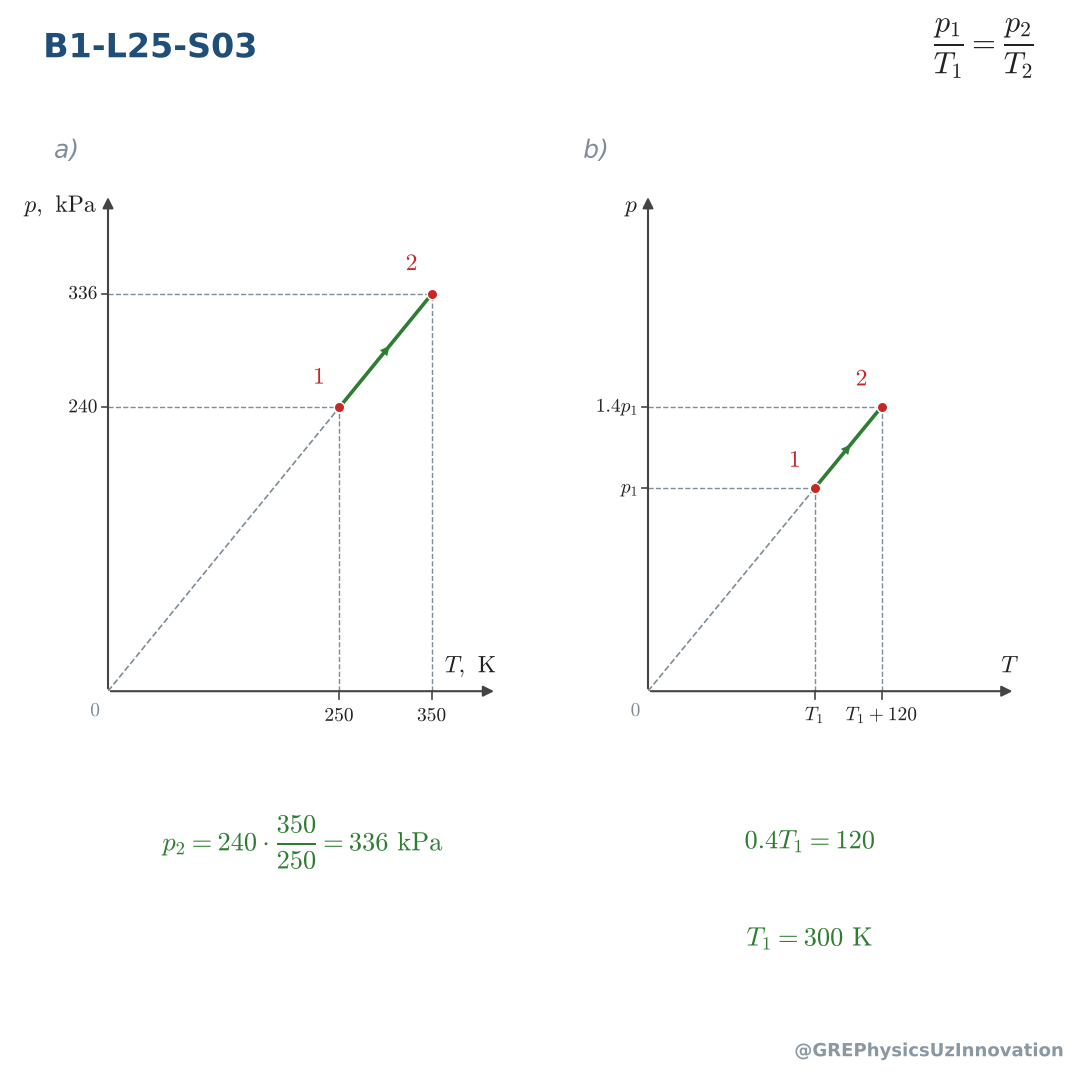 B1-L25-S03
p₁/T₁ = p₂/T₂
a)
p, kPa
336
240
2
1
T, K
0
250
350
b)
p
1.4p₁
p₁
2
1
T
0
T₁
T₁ + 120
p₂ = 240 · 350/250 = 336 kPa
0.4T₁ = 120
T₁ = 300 K
@GREPhysicsUzInnovation